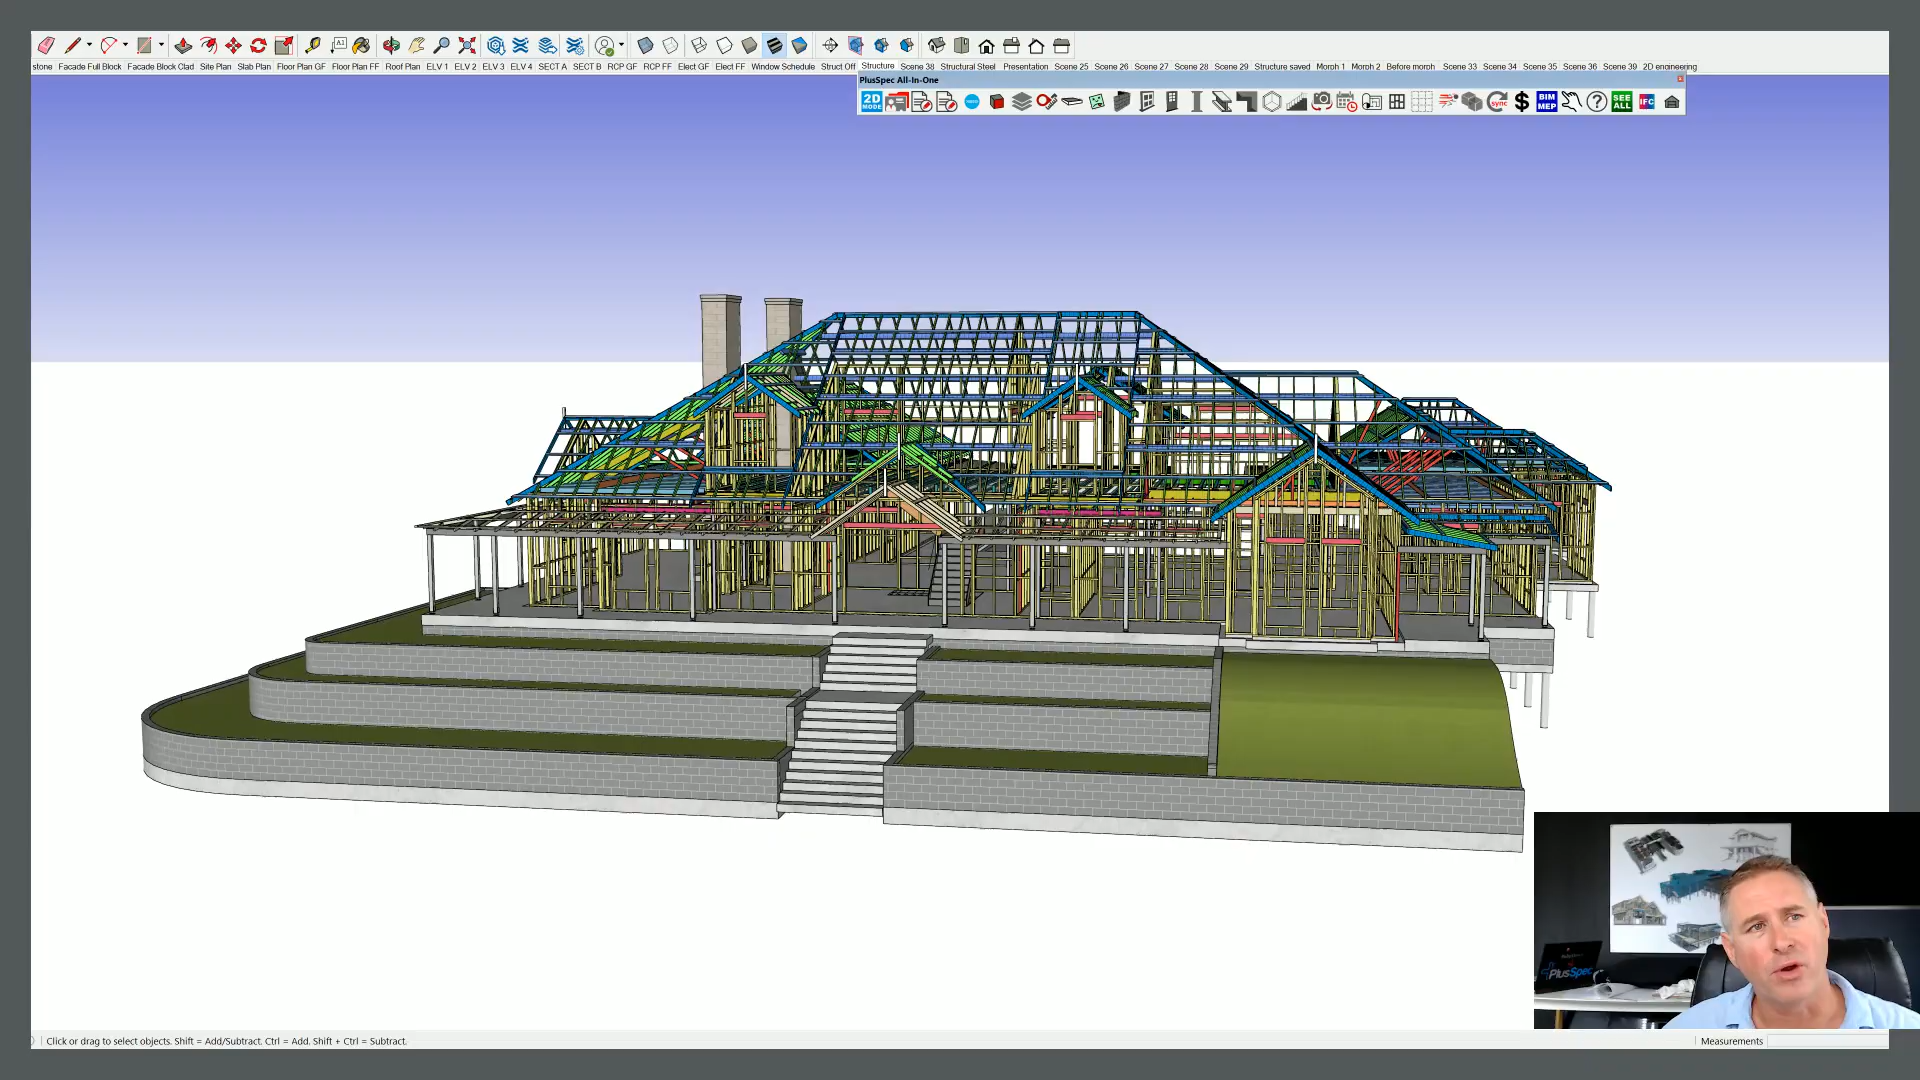 A1
stone Facade Full Block Facade Block Clad Site Plan Slab Plan Floor Plan GF Floor Plan FF Roof Plan ELV 1 ELV 2 ELV 3 ELV 4 SECT A SECT B RCP GF RCP FF Elect GF Elect FF Window Schedule Struct Off Structure Scene 38 Structural Steel Presentation Scene 25 Scene 26 Scene 27 Scene 28 Scene 29 Structure saved Morph 1 Morph 2 Before morph Scene 33 Scene 34 Scene 35 Scene 36 Scene 39 2D engineering
PlusSpec All-In-One
2D MODE sync $ BIM MEP ? SEE ALL IFC
PlusSpec
Click or drag to select objects. Shift = Add/Subtract. Ctrl = Add. Shift + Ctrl = Subtract.
Measurements